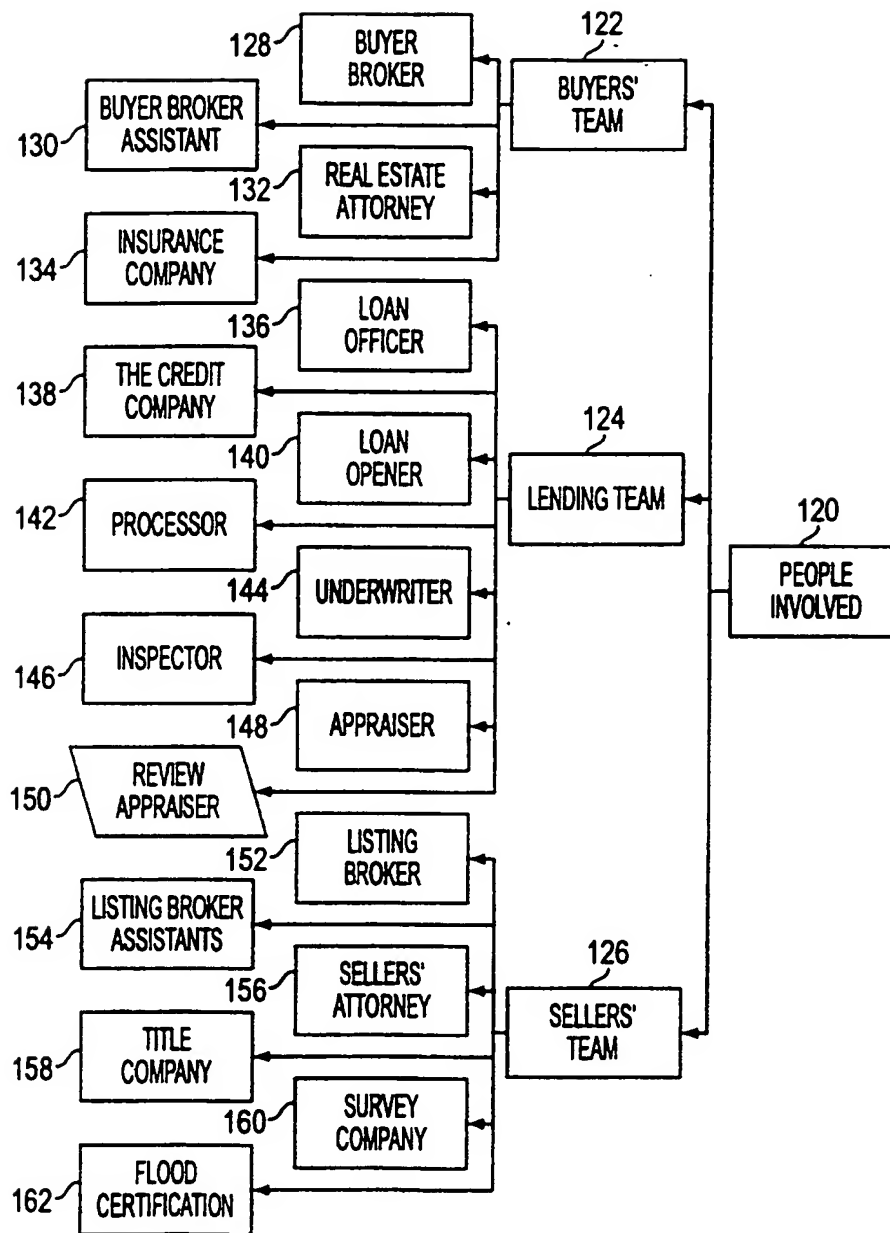 128
BUYER
BROKER
122
BUYERS'
TEAM
130
BUYER BROKER
ASSISTANT
132
REAL ESTATE
ATTORNEY
134
INSURANCE
COMPANY
136
LOAN
OFFICER
138
THE CREDIT
COMPANY
140
LOAN
OPENER
124
LENDING TEAM
142
PROCESSOR
120
PEOPLE
INVOLVED
144
UNDERWRITER
146
INSPECTOR
148
APPRAISER
150
REVIEW
APPRAISER
152
LISTING
BROKER
154
LISTING BROKER
ASSISTANTS
156
SELLERS'
ATTORNEY
126
SELLERS'
TEAM
158
TITLE
COMPANY
160
SURVEY
COMPANY
162
FLOOD
CERTIFICATION